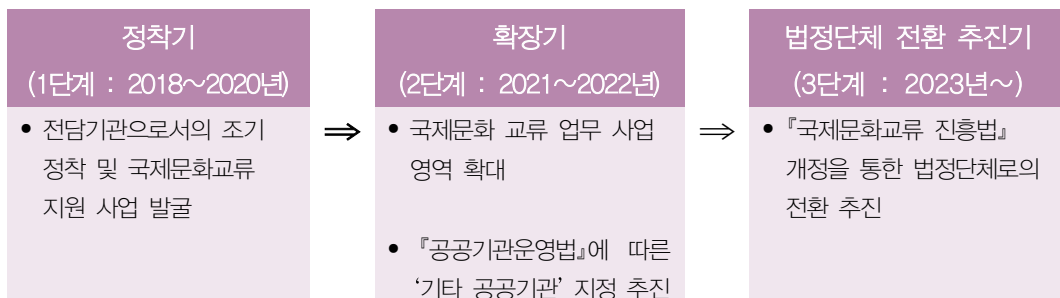 정착기
(1단계 : 2018~2020년)
• 전담기관으로서의 조기
정착 및 국제문화교류
지원 사업 발굴
⇒
확장기
(2단계 : 2021~2022년)
• 국제문화 교류 업무 사업
영역 확대
• 『공공기관운영법』에 따른
‘기타 공공기관’ 지정 추진
⇒
법정단체 전환 추진기
(3단계 : 2023년~)
• 『국제문화교류 진흥법』
개정을 통한 법정단체로의
전환 추진